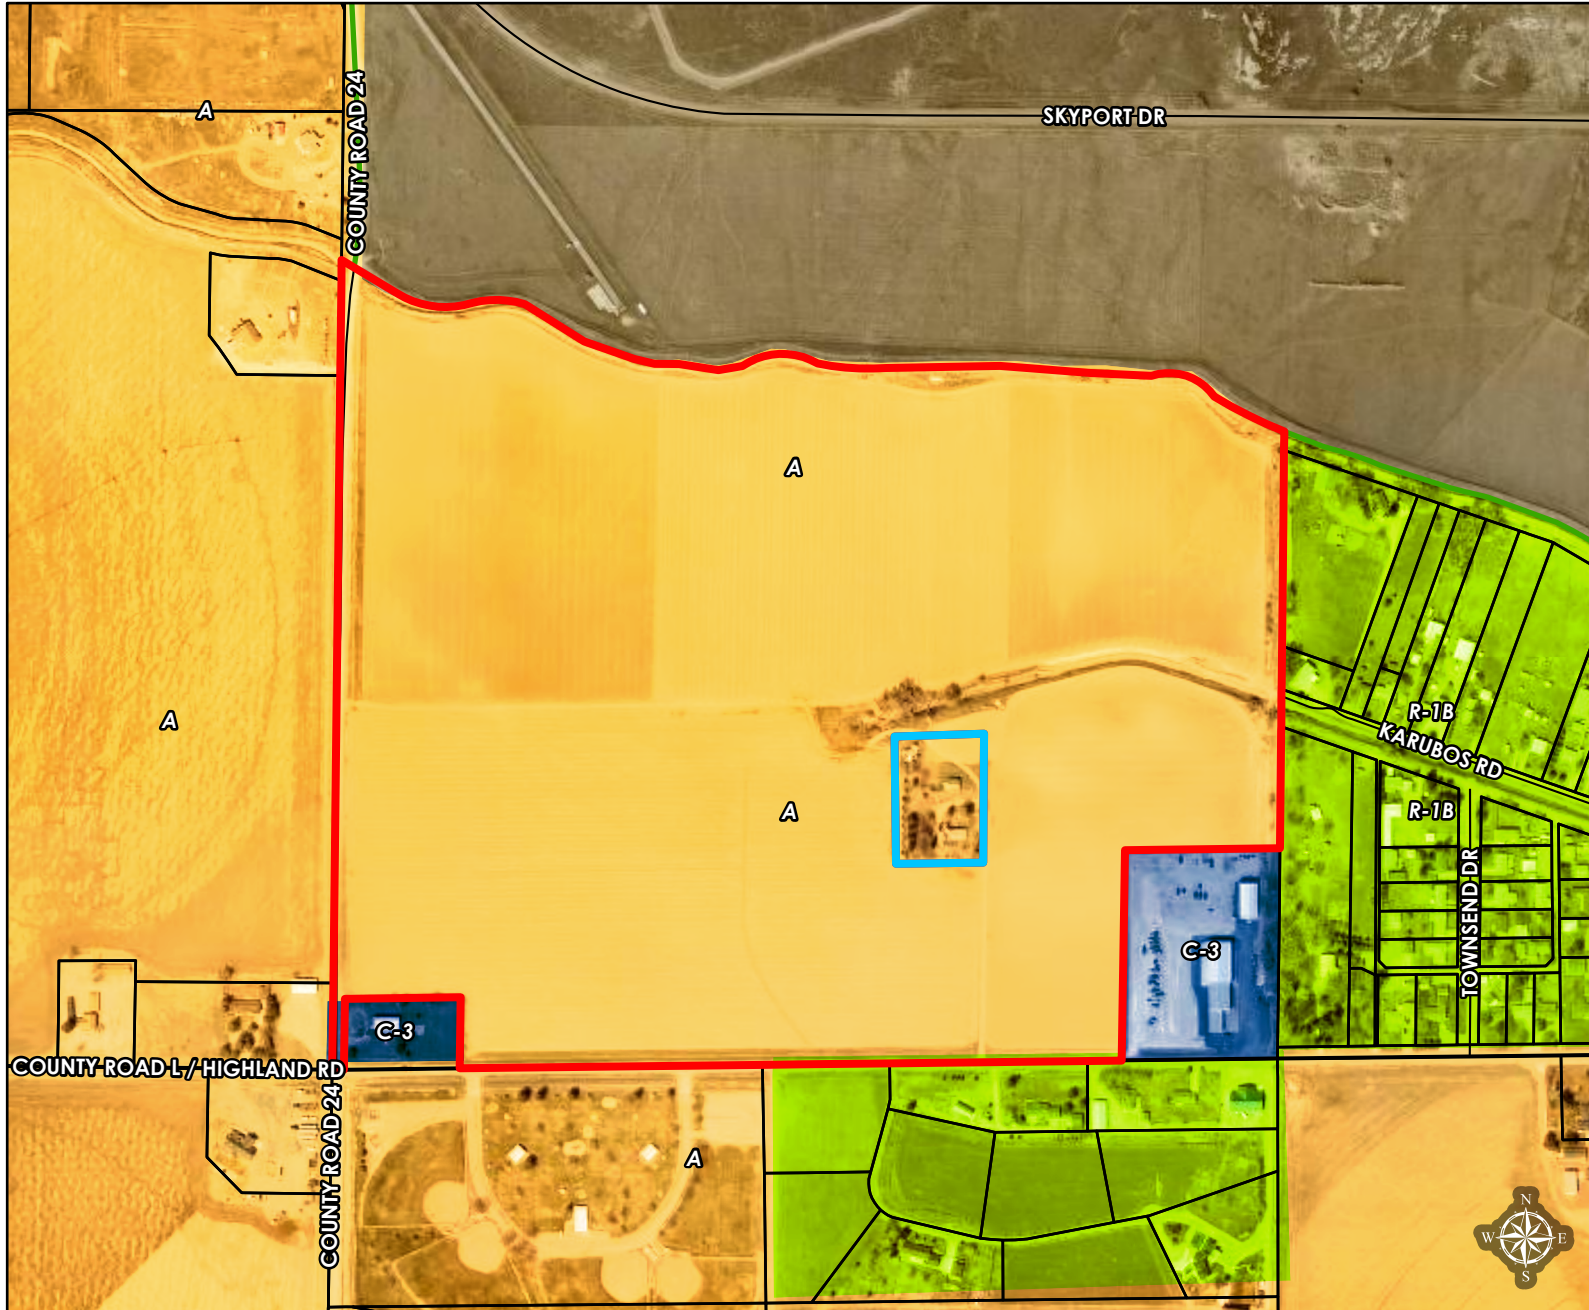 A
COUNTY ROAD 24
SKYPORT DR
A
A
R-1B
KARUBOS RD
A
R-1B
TOWNSEND DR
C-3
C-3
COUNTY ROAD L / HIGHLAND RD
COUNTY ROAD 24
A
N
W
E
S